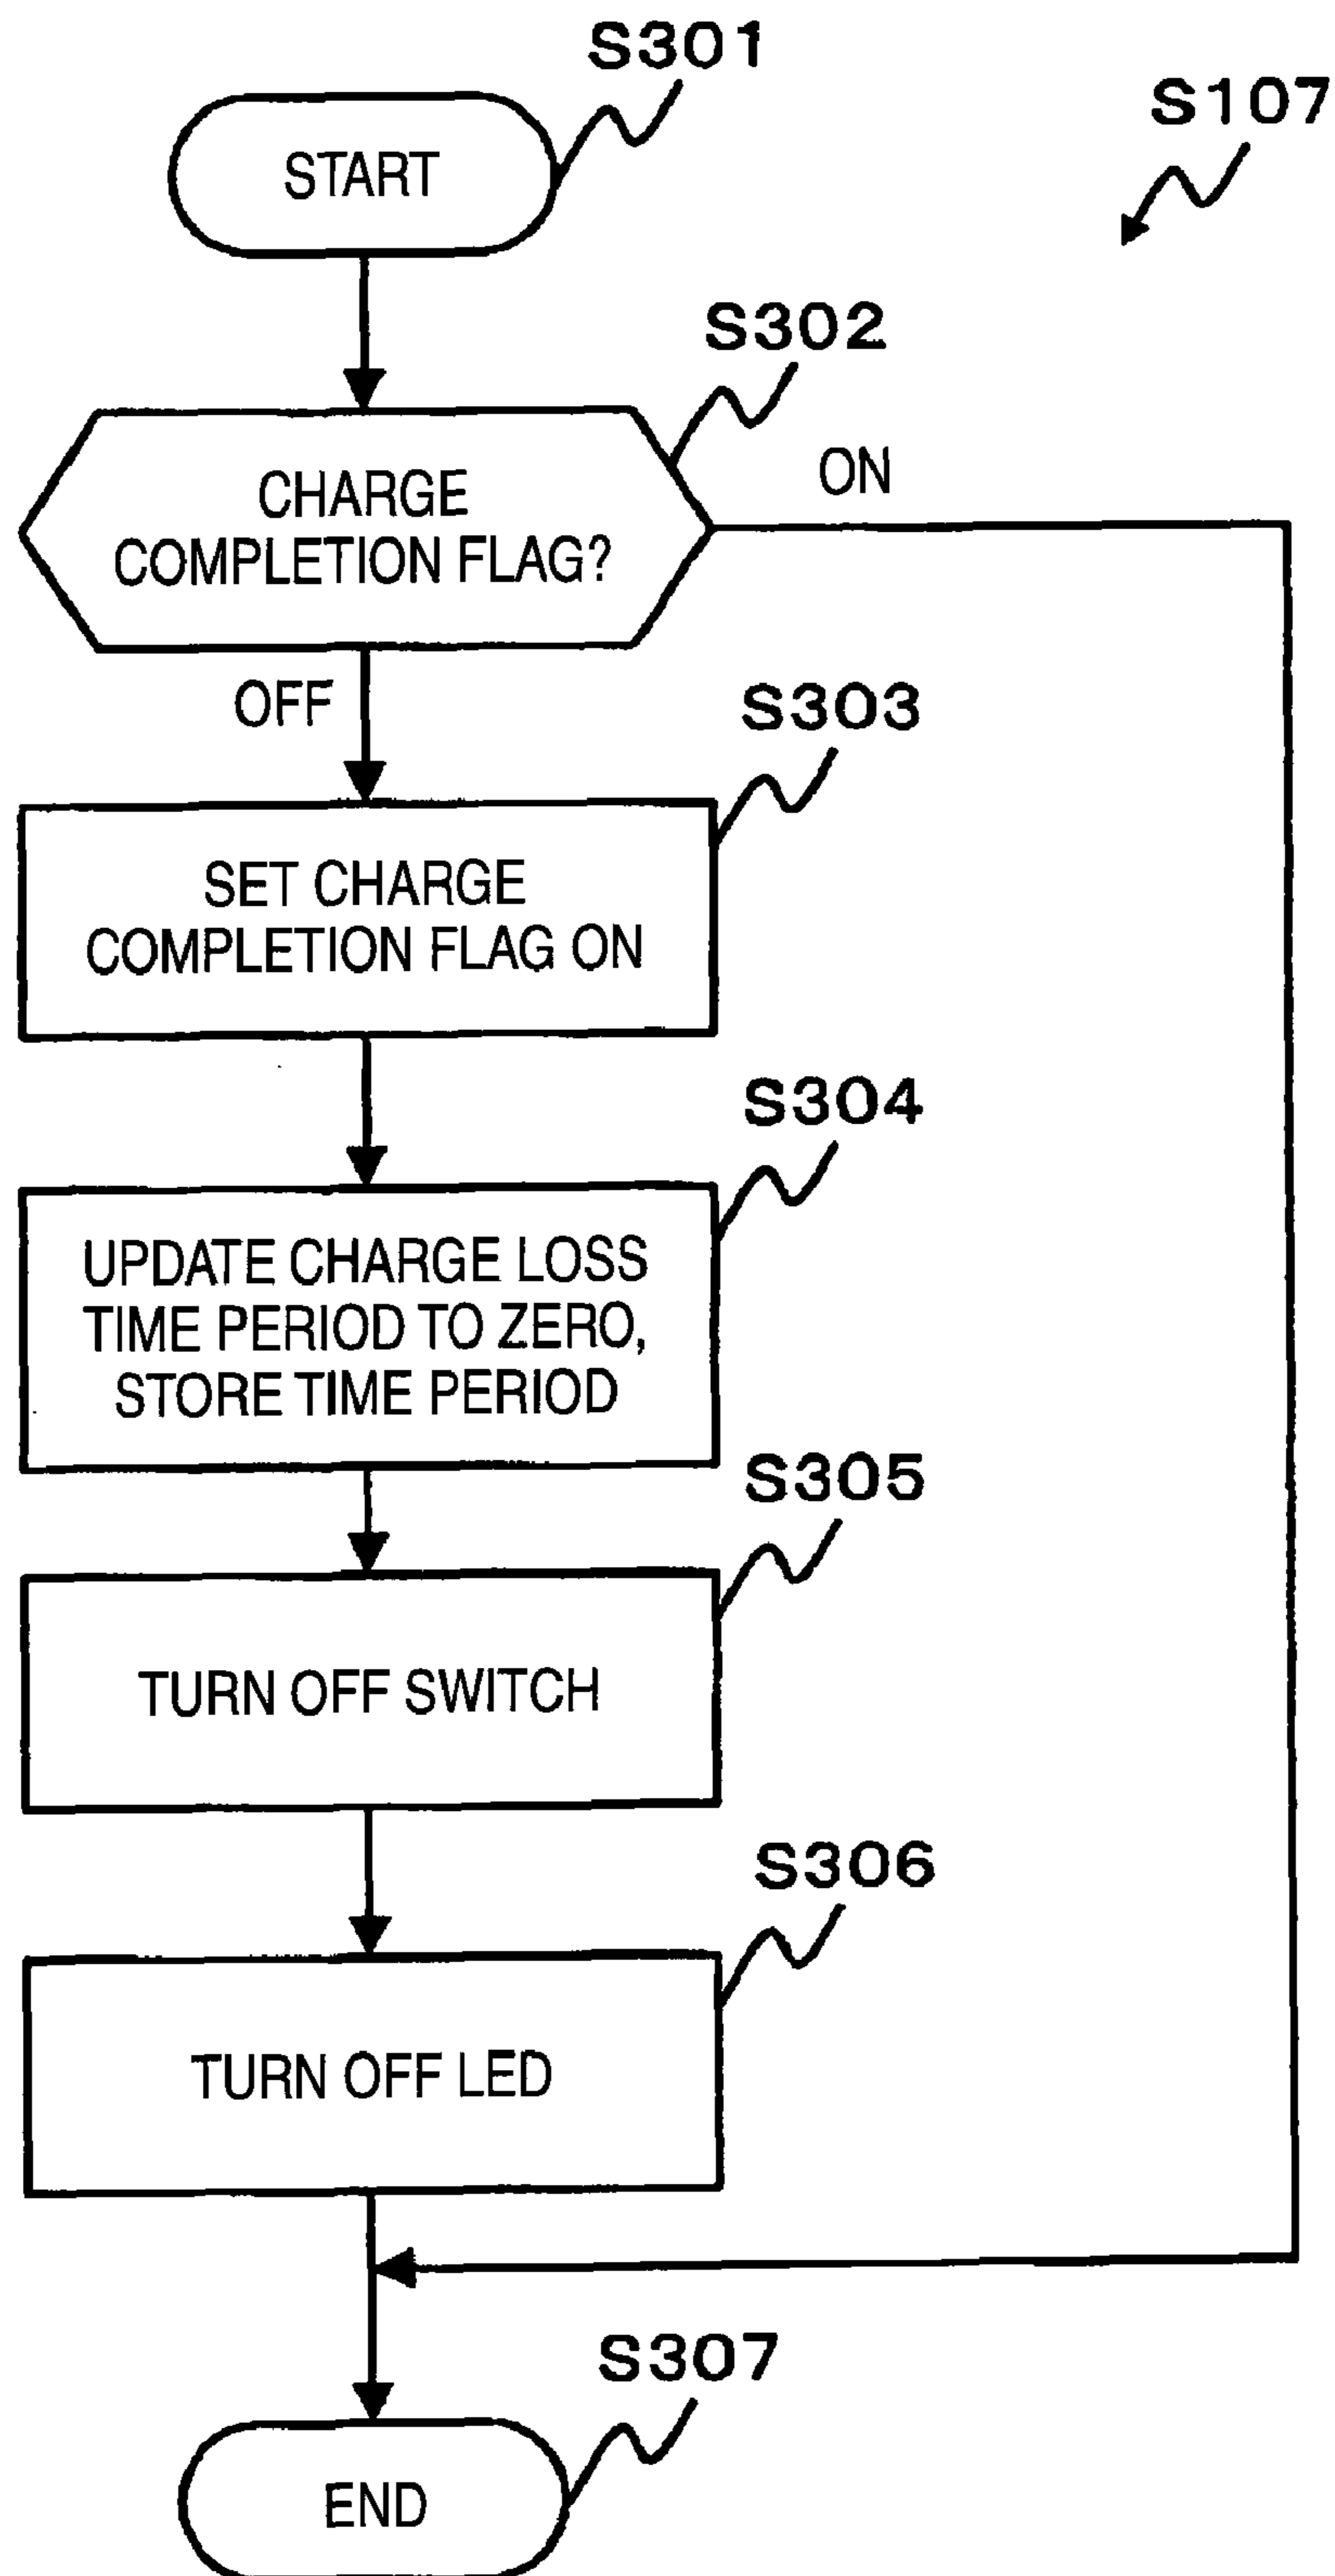 S301
S107
START
S302
CHARGE
COMPLETION FLAG?
ON
OFF
S303
SET CHARGE
COMPLETION FLAG ON
S304
UPDATE CHARGE LOSS
TIME PERIOD TO ZERO,
STORE TIME PERIOD
S305
TURN OFF SWITCH
S306
TURN OFF LED
S307
END